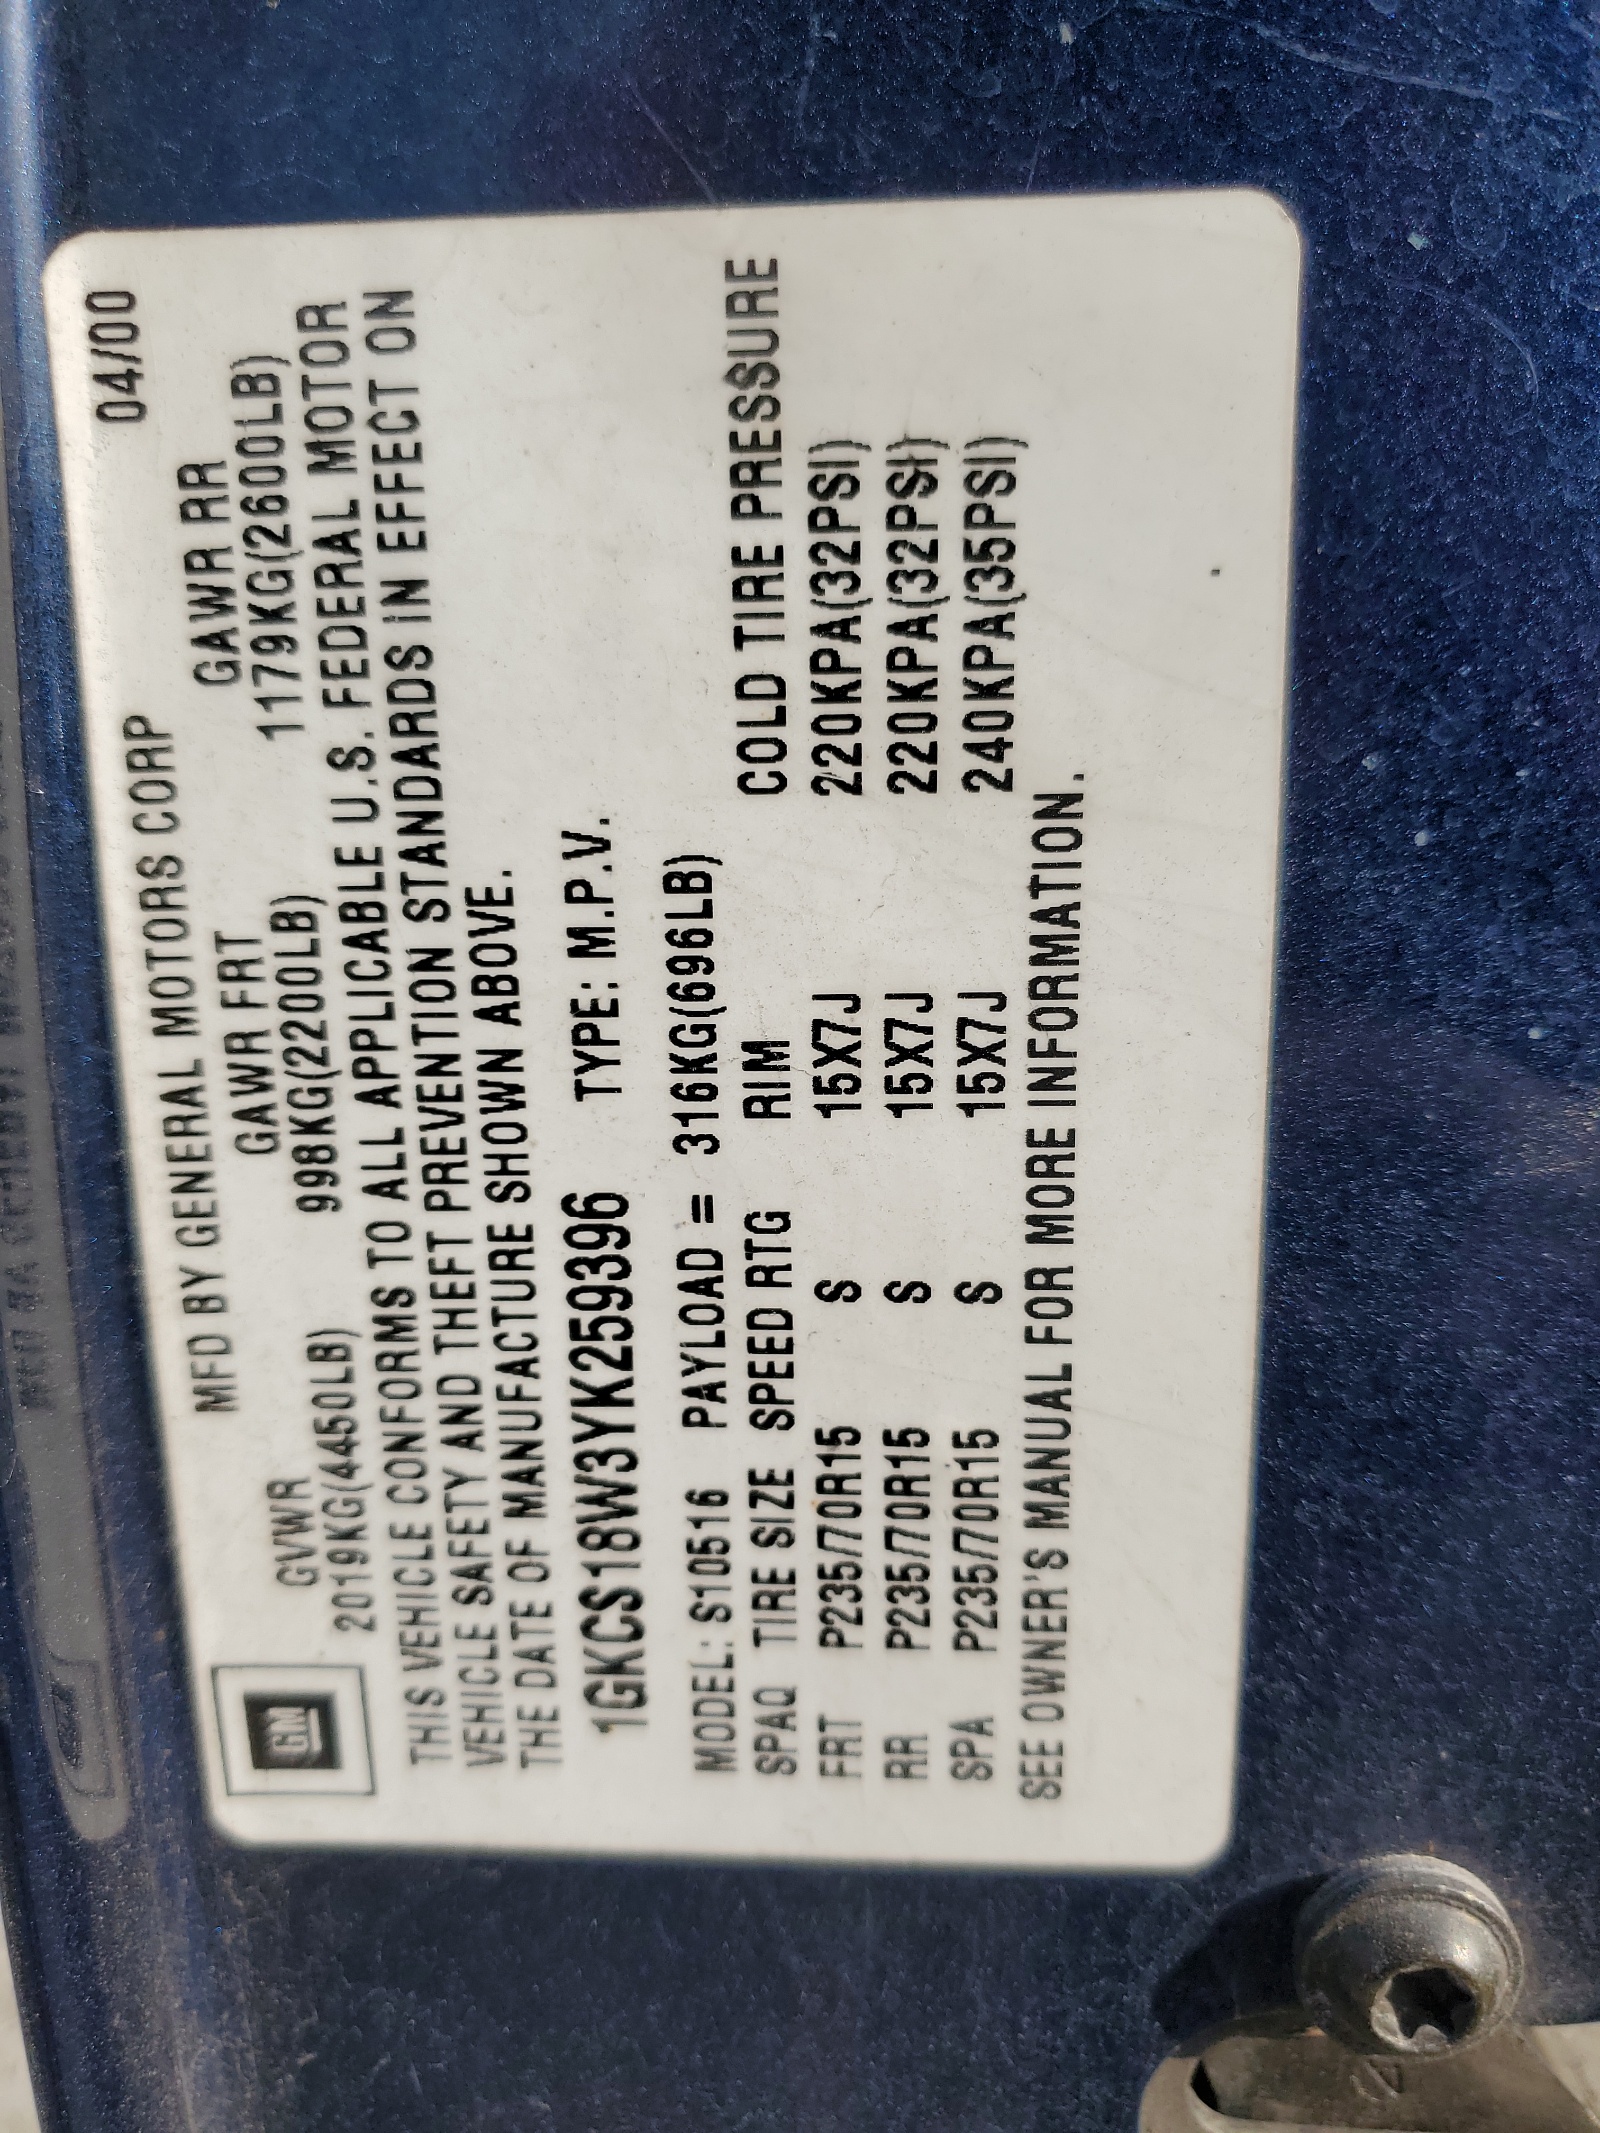 MFD BY GENERAL MOTORS CORP 04/00
GVWR GAWR FRT GAWR RR
2019KG(4450LB) 998KG(2200LB) 1179KG(2600LB)
GM
THIS VEHICLE CONFORMS TO ALL APPLICABLE U.S. FEDERAL MOTOR
VEHICLE SAFETY AND THEFT PREVENTION STANDARDS IN EFFECT ON
THE DATE OF MANUFACTURE SHOWN ABOVE.
1GKCS18W3YK259396 TYPE: M.P.V.
MODEL: S10516 PAYLOAD = 316KG(696LB)
SPAQ TIRE SIZE SPEED RTG RIM COLD TIRE PRESSURE
FRT P235/70R15 S 15X7J 220KPA(32PSI)
RR P235/70R15 S 15X7J 220KPA(32PSI)
SPA P235/70R15 S 15X7J 240KPA(35PSI)
SEE OWNER'S MANUAL FOR MORE INFORMATION.